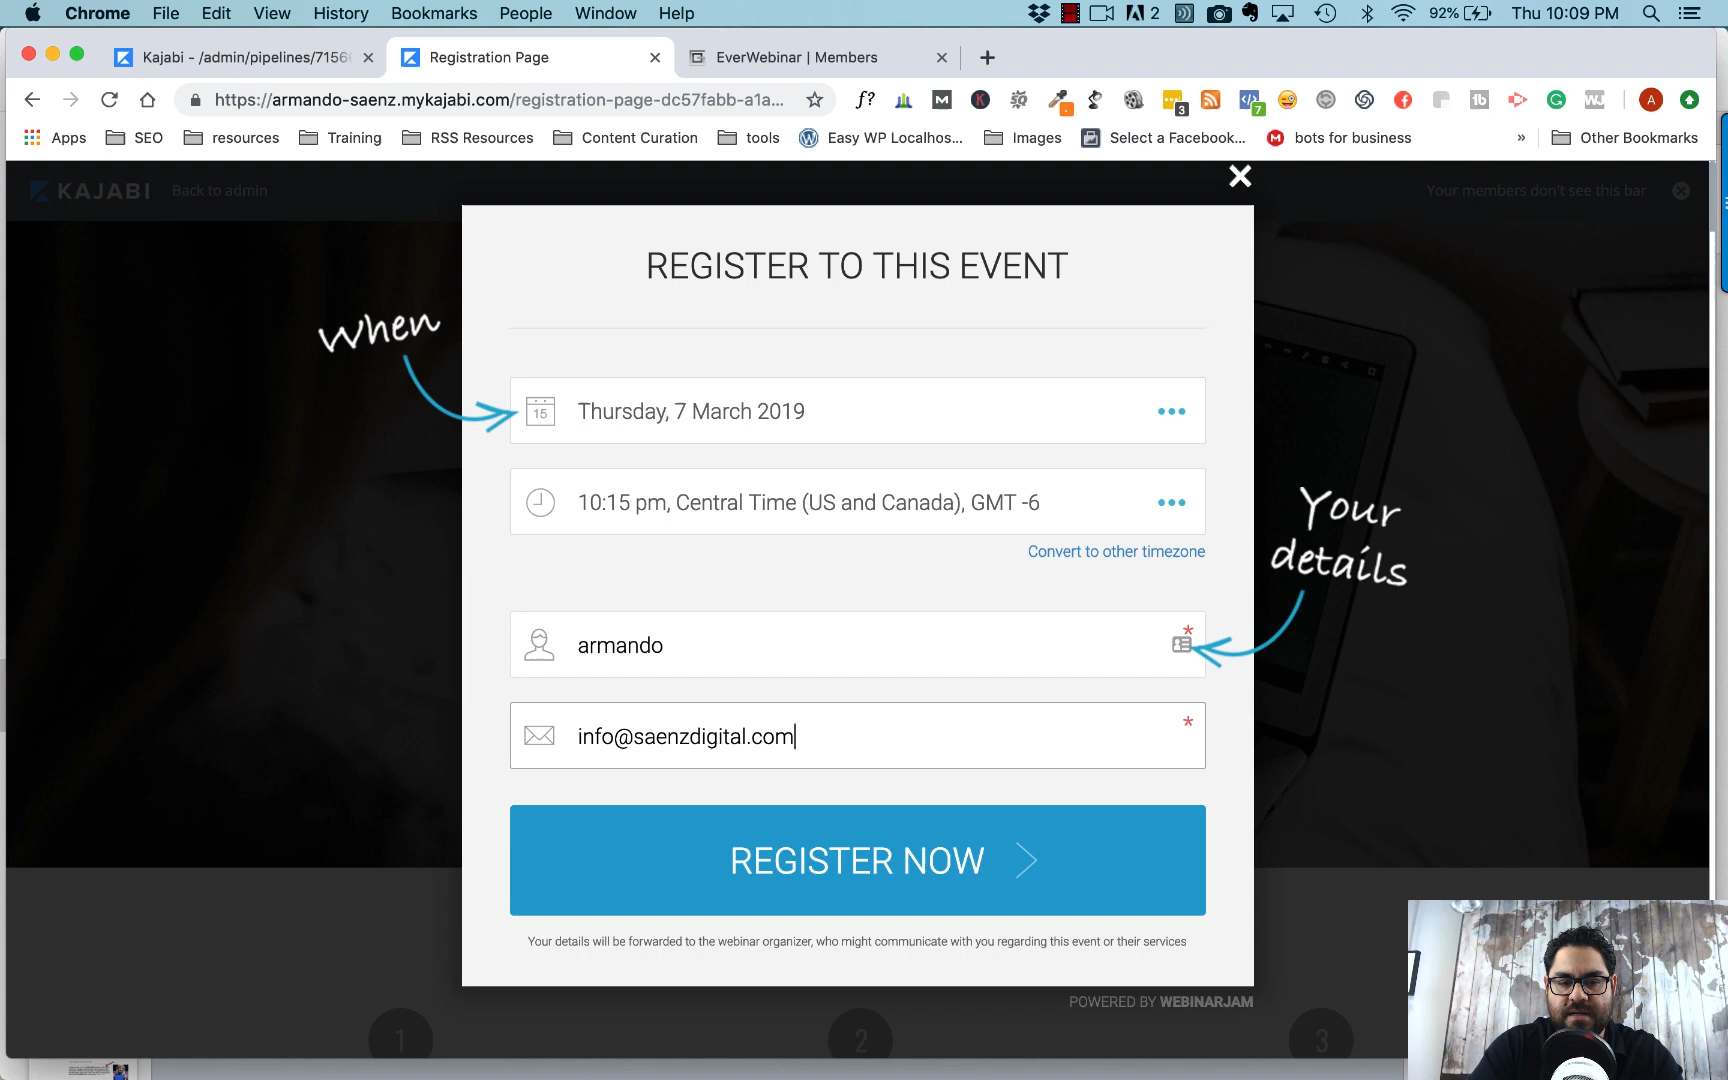 Chrome File Edit View History Bookmarks People Window Help
2 92% Thu 10:09 PM
Kajabi - /admin/pipelines/7156
Registration Page
EverWebinar | Members
https://armando-saenz.mykajabi.com/registration-page-dc57fabb-a1a...
f?
Apps SEO resources Training RSS Resources Content Curation tools Easy WP Localhos... Images Select a Facebook... bots for business » Other Bookmarks
KAJABI Back to admin
Your members don't see this bar
REGISTER TO THIS EVENT
When
15 Thursday, 7 March 2019
10:15 pm, Central Time (US and Canada), GMT -6
Convert to other timezone
Your
details
armando *
info@saenzdigital.com *
REGISTER NOW
Your details will be forwarded to the webinar organizer, who might communicate with you regarding this event or their services
POWERED BY WEBINARJAM
1 2 3